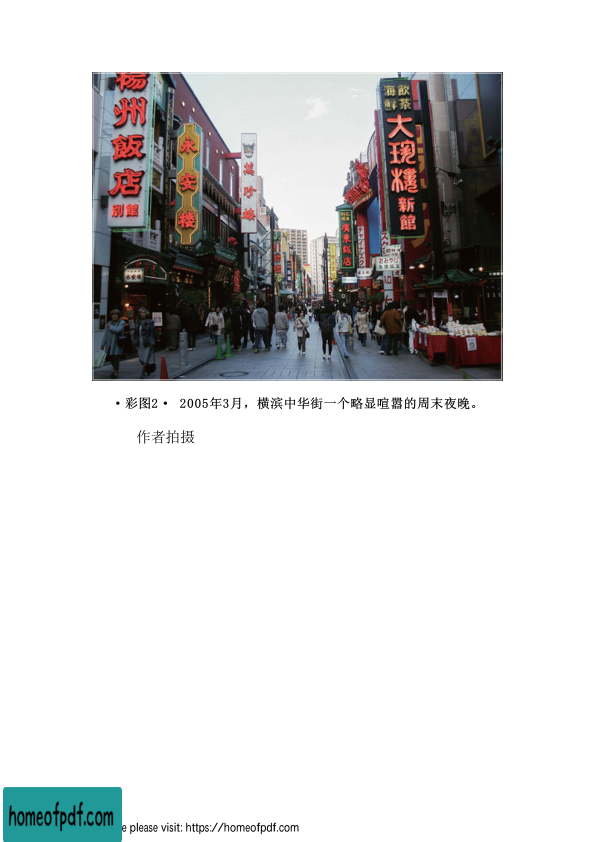 揚州飯店
別館
永安楼
萬珍樓
廣東飯店
海鮮飲茶
大珎樓
新館
·彩图2· 2005年3月，横滨中华街一个略显喧嚣的周末夜晚。
作者拍摄
homeofpdf.com
e please visit: https://homeofpdf.com